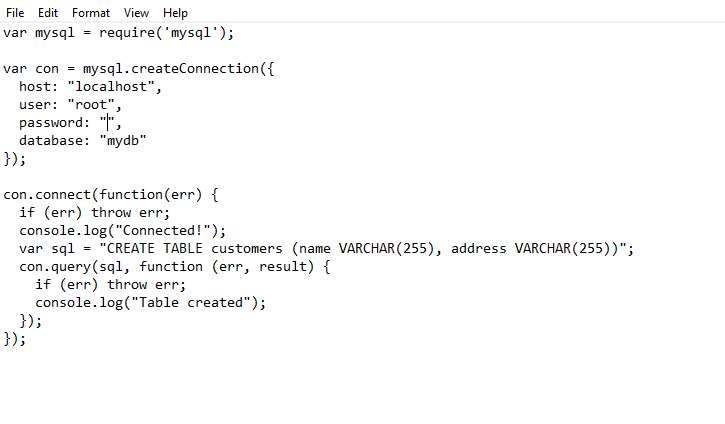 File Edit Format View Help
var mysql = require('mysql');
var con = mysql.createConnection({
  host: "localhost",
  user: "root",
  password: "",
  database: "mydb"
});
con.connect(function(err) {
  if (err) throw err;
  console.log("Connected!");
  var sql = "CREATE TABLE customers (name VARCHAR(255), address VARCHAR(255))";
  con.query(sql, function (err, result) {
    if (err) throw err;
    console.log("Table created");
  });
});